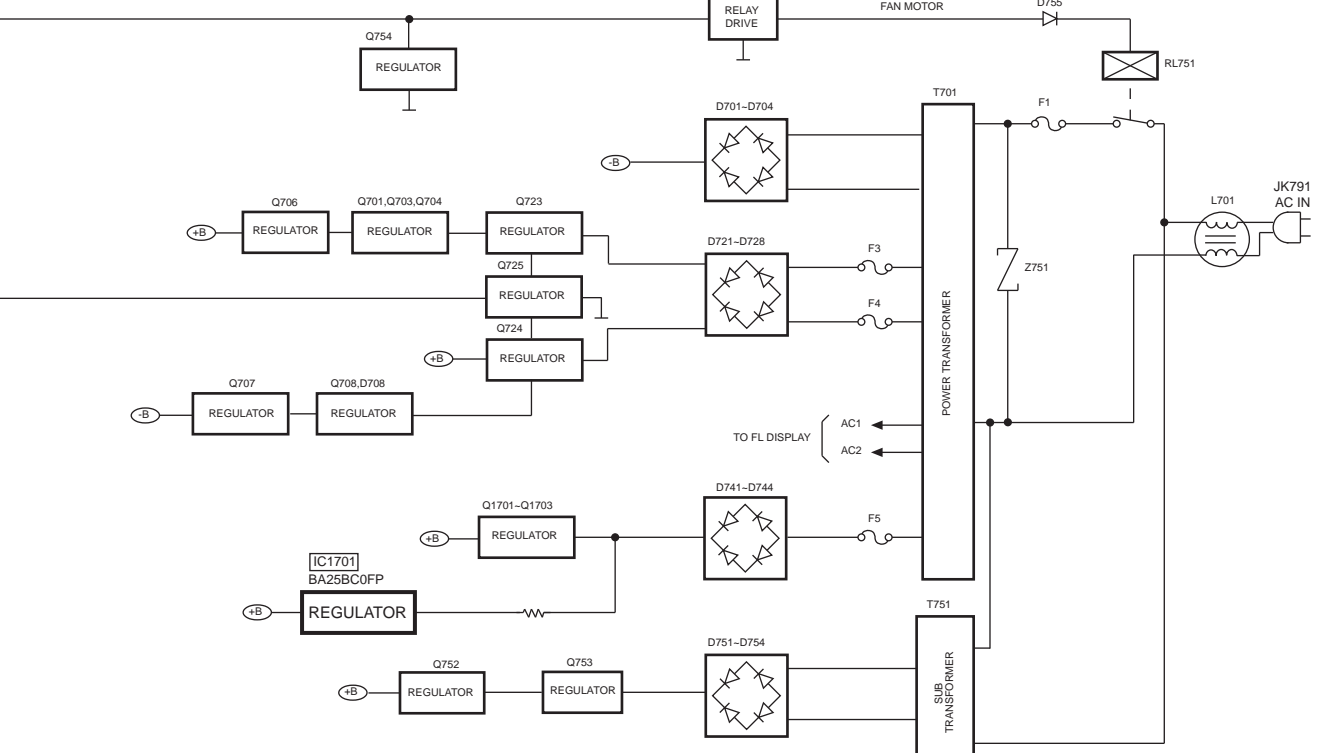 RELAY
DRIVE
FAN MOTOR
D755
Q754
REGULATOR
RL751
T701
F1
D701~D704
-B
JK791
AC IN
L701
Q706
Q701,Q703,Q704
Q723
+B
REGULATOR
REGULATOR
REGULATOR
D721~D728
F3
Q725
REGULATOR
Z751
F4
Q724
+B
REGULATOR
POWER TRANSFORMER
Q707
Q708,D708
-B
REGULATOR
REGULATOR
TO FL DISPLAY
AC1
AC2
D741~D744
Q1701~Q1703
F5
+B
REGULATOR
IC1701
BA25BC0FP
+B
REGULATOR
T751
D751~D754
Q752
Q753
+B
REGULATOR
REGULATOR
SUB
TRANSFORMER